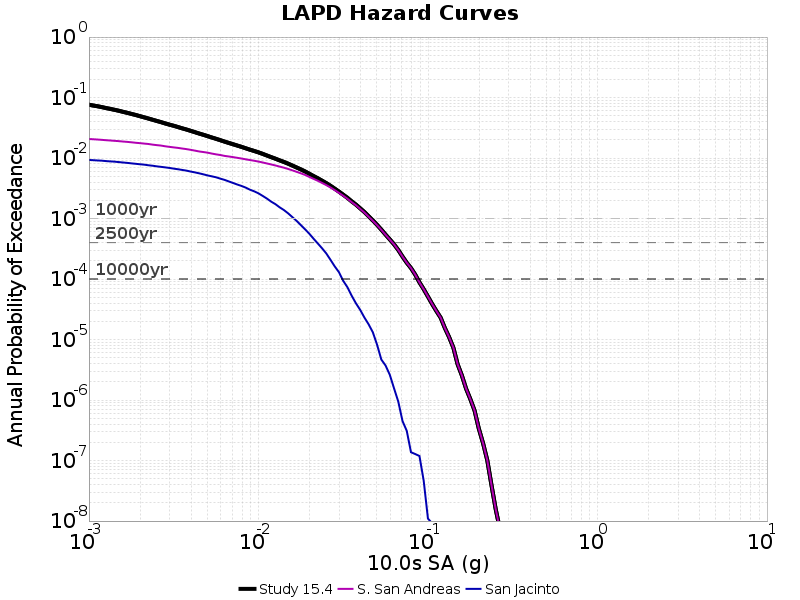 LAPD Hazard Curves
Annual Probability of Exceedance
10^0
10^-1
10^-2
10^-3
10^-4
10^-5
10^-6
10^-7
10^-8
1000yr
2500yr
10000yr
10^-3 10^-2 10^-1 10^0 10^1
10.0s SA (g)
Study 15.4 S. San Andreas San Jacinto